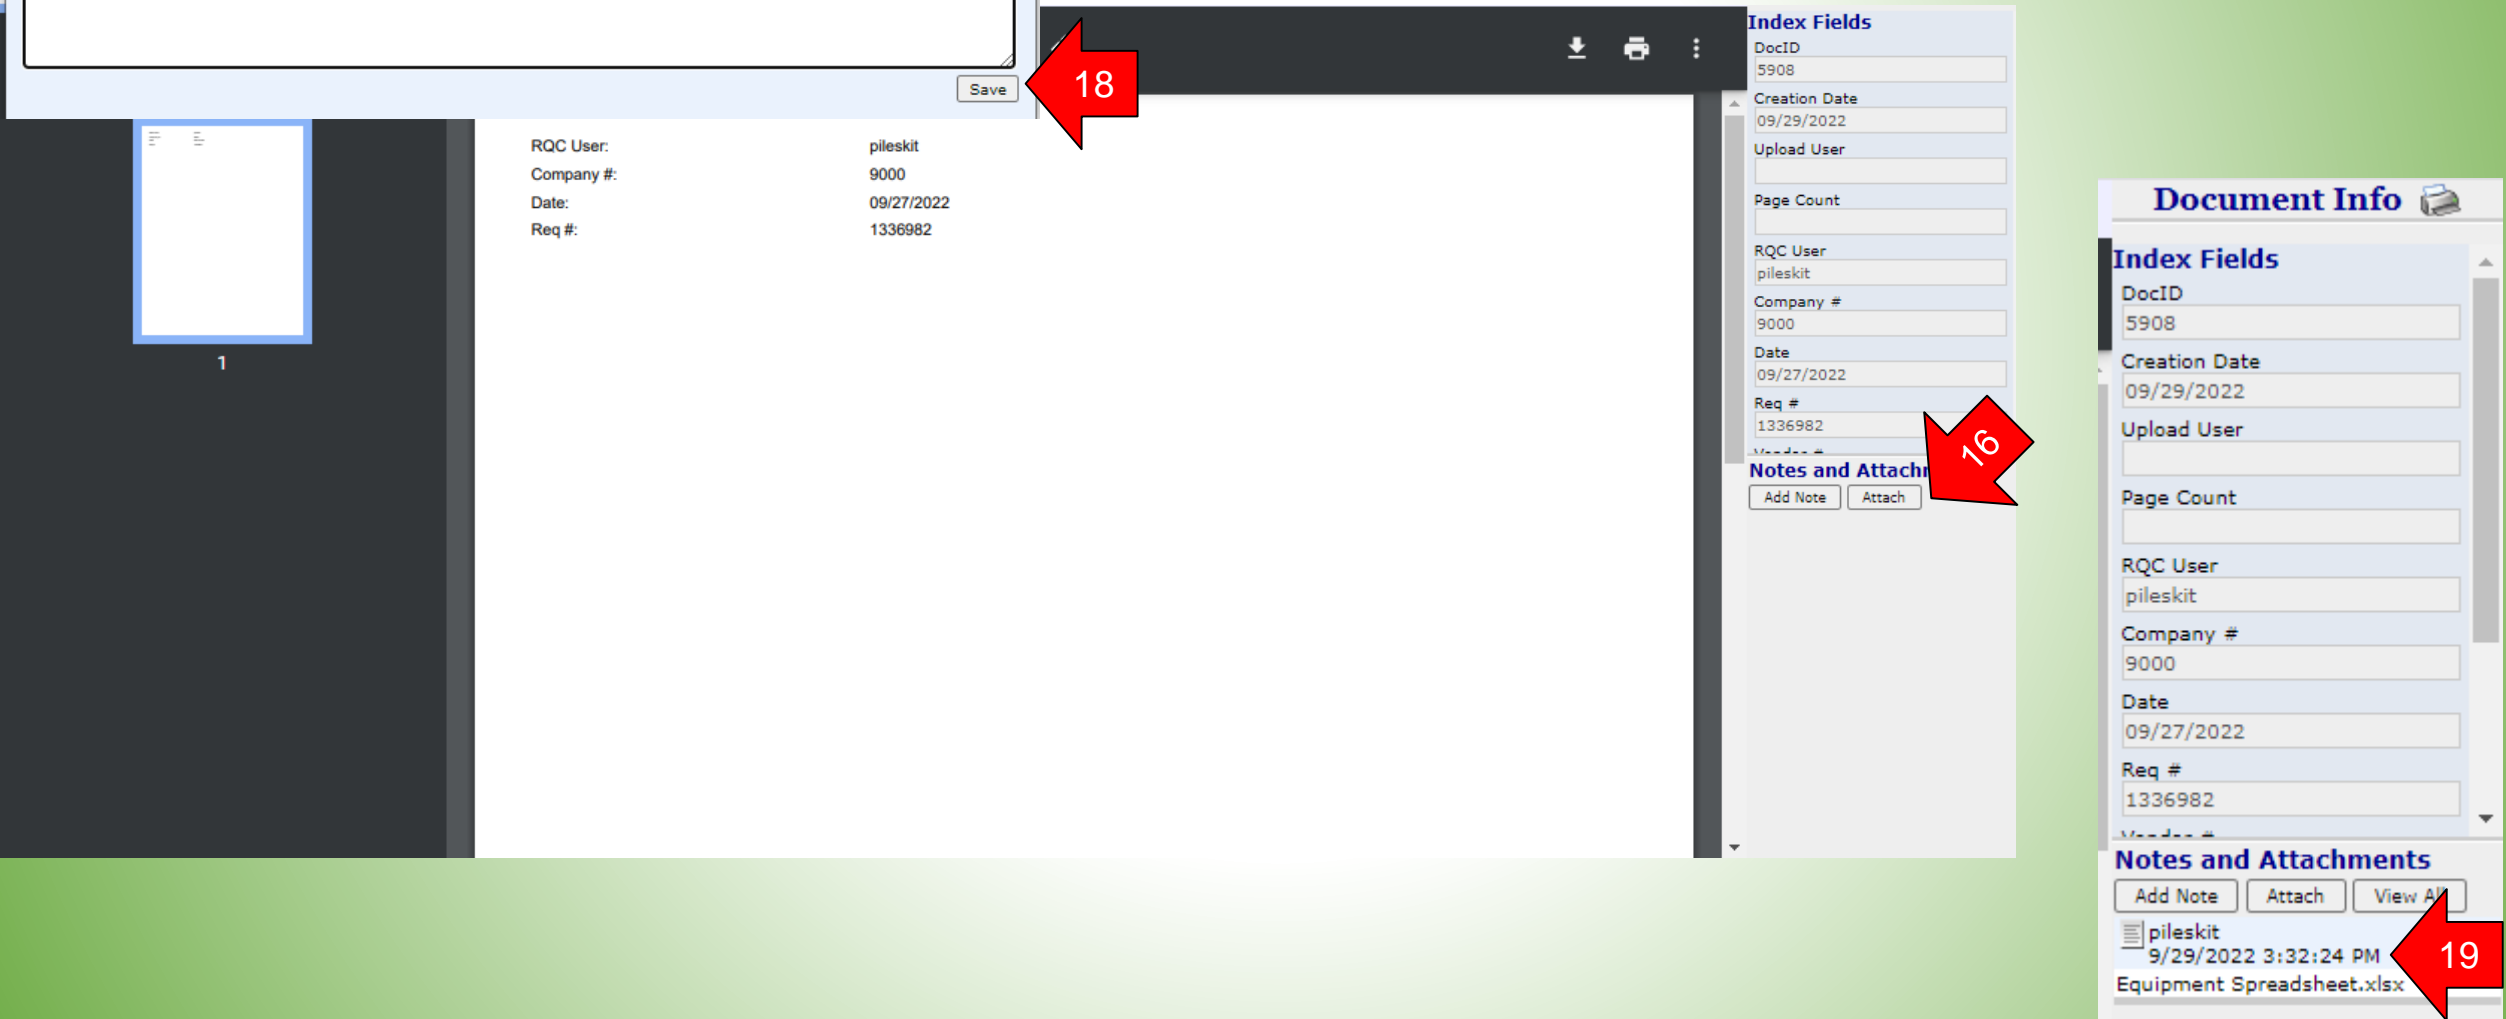 Save
18
RQC User: pileskit
Company #: 9000
Date: 09/27/2022
Req #: 1336982
1
Index Fields
DocID
5908
Creation Date
09/29/2022
Upload User
Page Count
RQC User
pileskit
Company #
9000
Date
09/27/2022
Req #
1336982
16
Notes and
Add Note Attach
Document Info
Index Fields
DocID
5908
Creation Date
09/29/2022
Upload User
Page Count
RQC User
pileskit
Company #
9000
Date
09/27/2022
Req #
1336982
Notes and Attachments
Add Note Attach View
pileskit
9/29/2022 3:32:24 PM
19
Equipment Spreadsheet.xlsx